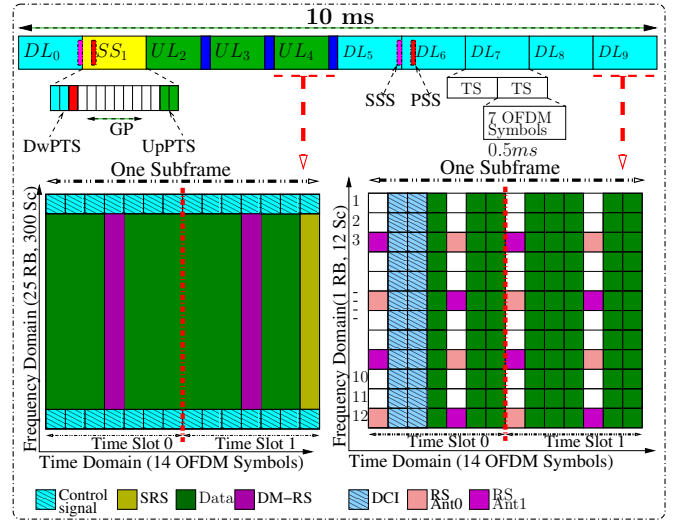 10 ms
DL0 SS1 UL2 UL3 UL4 DL5 DL6 DL7 DL8 DL9
TS TS
SSS PSS
GP
7 OFDM
Symbols
DwPTS UpPTS
0.5ms
One Subframe One Subframe
Frequency Domain (25 RB, 300 Sc)
Frequency Domain(1 RB, 12 Sc)
1
2
3
-
-
-
10
11
12
Time Slot 0 Time Slot 1 Time Slot 0 Time Slot 1
Time Domain (14 OFDM Symbols) Time Domain (14 OFDM Symbols)
Control
signal
SRS
Data
DM-RS
DCI
RS
Ant0
RS
Ant1